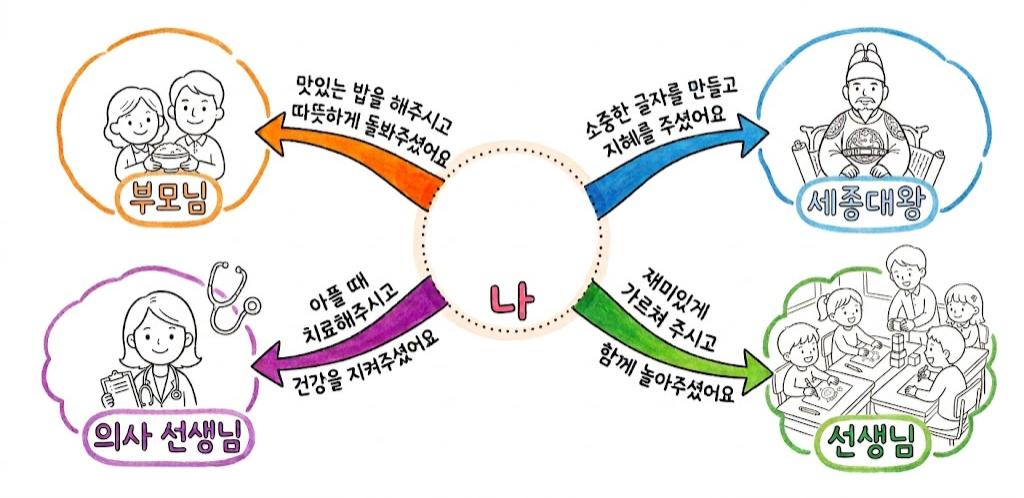 맛있는 밥을 해주시고
따뜻하게 돌봐주셨어요
부모님
소중한 글자를 만들고
지혜를 주셨어요
세종대왕
나
아플 때
치료해주시고
건강을 지켜주셨어요
의사 선생님
재미있게
가르쳐 주시고
함께 놀아주셨어요
선생님